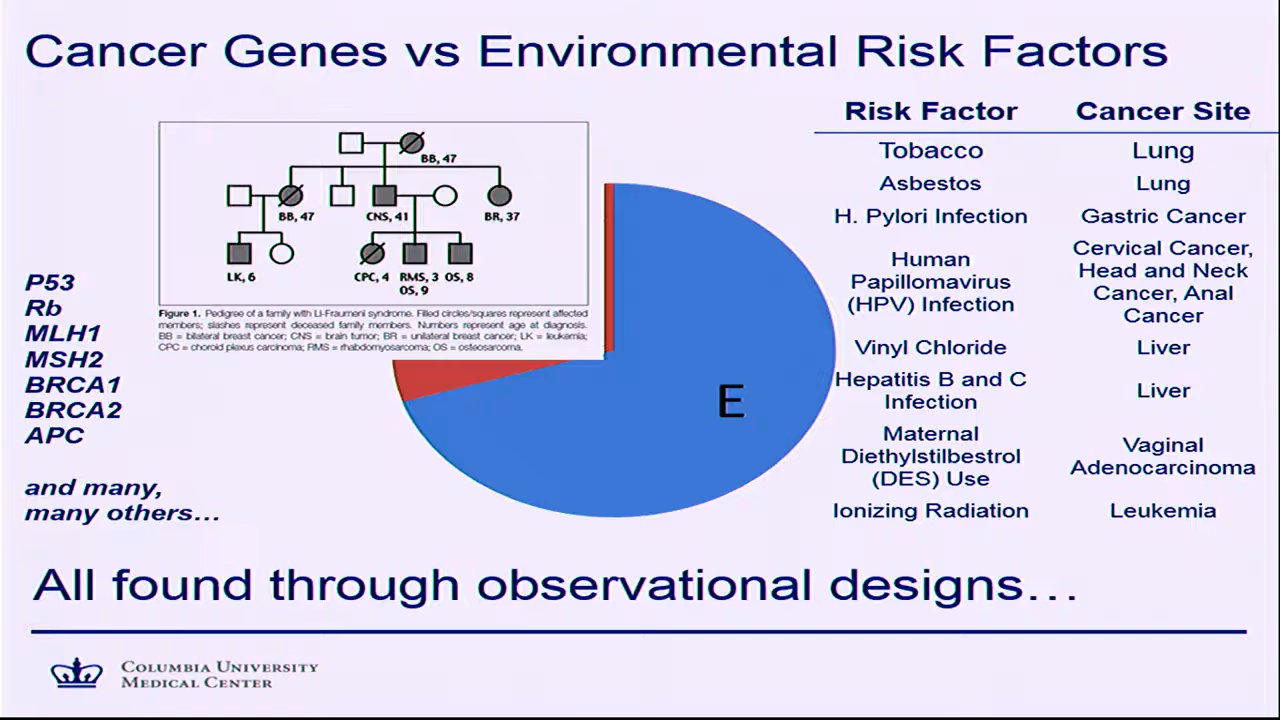 Cancer Genes vs Environmental Risk Factors
BB, 47
BB, 47
CNS, 41
BR, 37
LK, 6
CPC, 4
RMS, 3
OS, 9
OS, 8
Figure 1. Pedigree of a family with Li-Fraumeni syndrome. Filled circles/squares represent affected
members; slashes represent deceased family members. Numbers represent age at diagnosis.
BB = bilateral breast cancer; CNS = brain tumor; BR = unilateral breast cancer; LK = leukemia;
CPC = choroid plexus carcinoma; RMS = rhabdomyosarcoma; OS = osteosarcoma.
P53
Rb
MLH1
MSH2
BRCA1
BRCA2
APC
and many,
many others…
E
Risk Factor Cancer Site
Tobacco Lung
Asbestos Lung
H. Pylori Infection Gastric Cancer
Human
Papillomavirus
(HPV) Infection
Cervical Cancer,
Head and Neck
Cancer, Anal
Cancer
Vinyl Chloride Liver
Hepatitis B and C
Infection
Liver
Maternal
Diethylstilbestrol
(DES) Use
Vaginal
Adenocarcinoma
Ionizing Radiation Leukemia
All found through observational designs…
COLUMBIA UNIVERSITY
MEDICAL CENTER